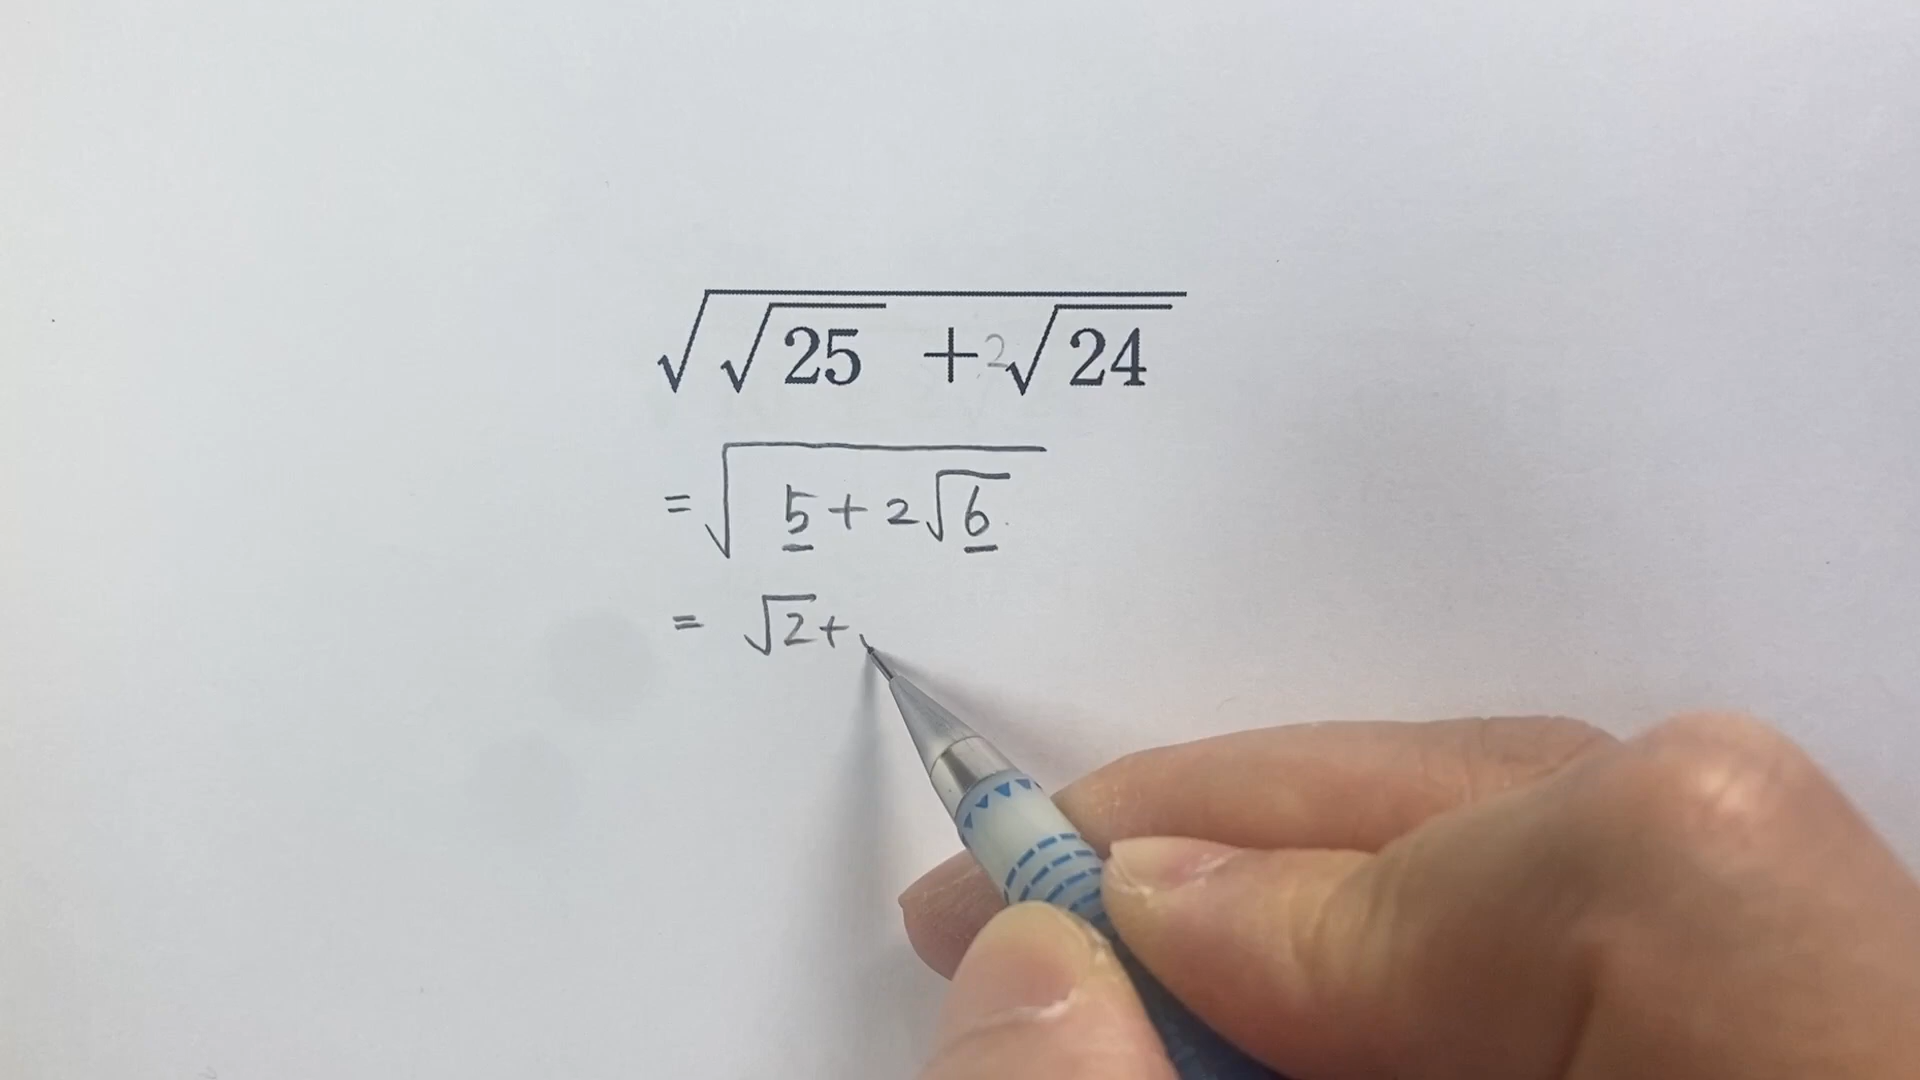 √(√25 + 2√24)
= √(5 + 2√6)
= √2 +